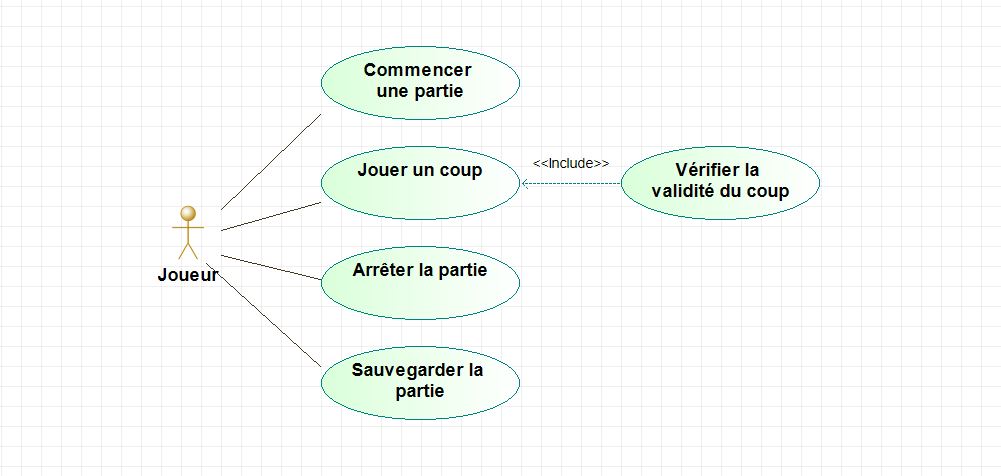 Commencer
une partie
Jouer un coup
<<Include>>
Vérifier la
validité du coup
Joueur
Arrêter la partie
Sauvegarder la
partie